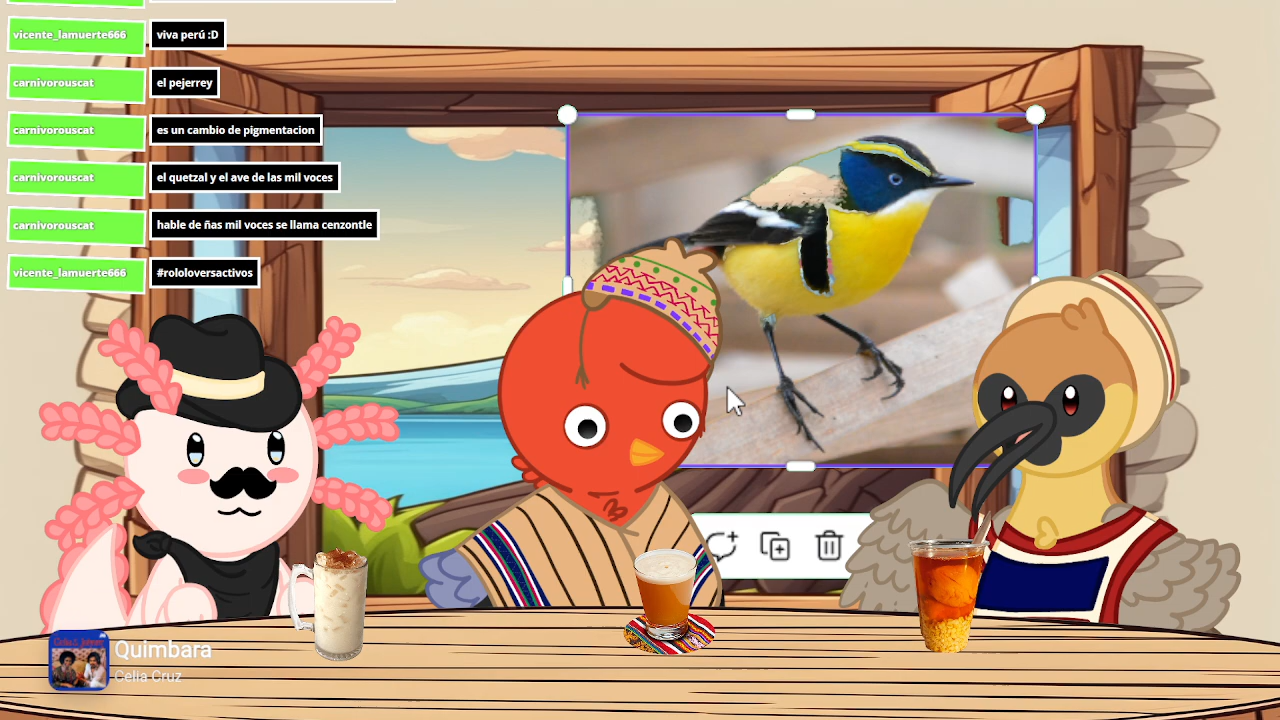 vicente_lamuerte666 viva perú :D
carnivorouscat el pejerrey
carnivorouscat es un cambio de pigmentacion
carnivorouscat el quetzal y el ave de las mil voces
carnivorouscat hable de ñas mil voces se llama cenzontle
vicente_lamuerte666 #rololoversactivos
Quimbara
Celia Cruz